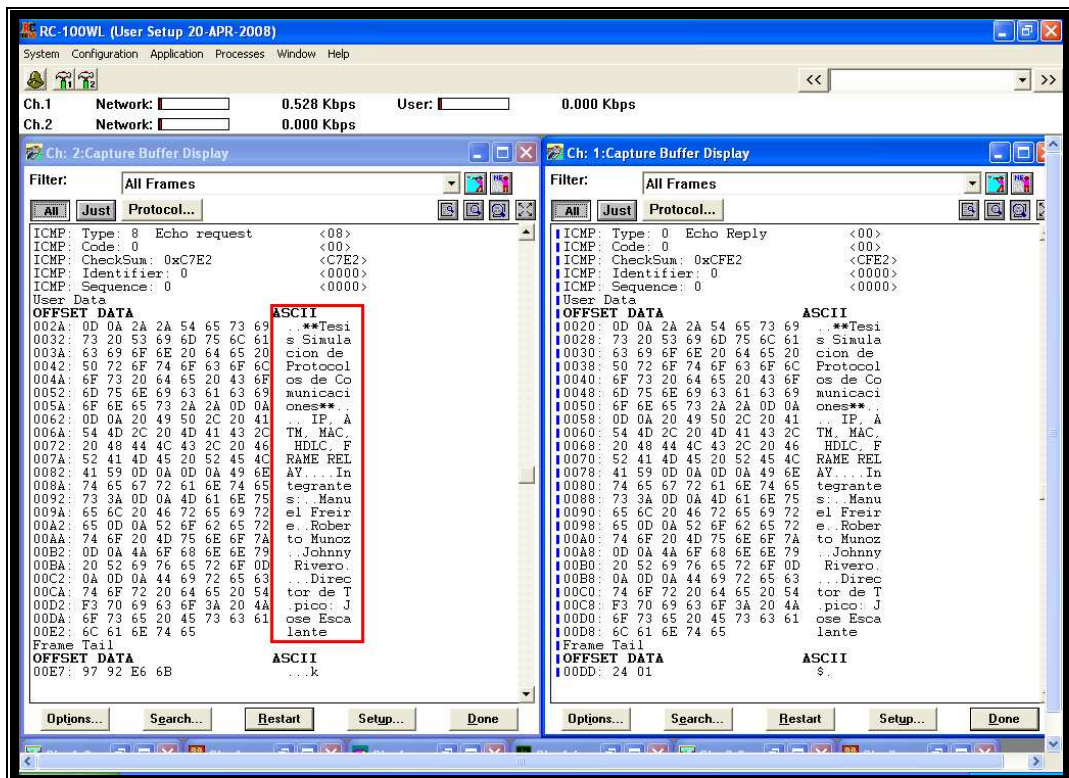 RC-100WL (User Setup 20-APR-2008)
System Configuration Application Processes Window Help
<< >>
Ch.1 Network: 0.528 Kbps User: 0.000 Kbps
Ch.2 Network: 0.000 Kbps
Ch: 2:Capture Buffer Display
Filter: All Frames
All Just Protocol...
ICMP: Type: 8 Echo request <08>
ICMP: Code: 0 <00>
ICMP: CheckSum: 0xC7E2 <C7E2>
ICMP: Identifier: 0 <0000>
ICMP: Sequence: 0 <0000>
User Data
OFFSET DATA ASCII
002A: 0D 0A 2A 2A 54 65 73 69 ..**Tesi
0032: 73 20 53 69 6D 75 6C 61 s Simula
003A: 63 69 6F 6E 20 64 65 20 cion de
0042: 50 72 6F 74 6F 63 6F 6C Protocol
004A: 6F 73 20 64 65 20 43 6F os de Co
0052: 6D 75 6E 69 63 61 63 69 municaci
005A: 6F 6E 65 73 2A 2A 0D 0A ones**..
0062: 0D 0A 20 49 50 2C 20 41 .. IP, A
006A: 54 4D 2C 20 4D 41 43 2C TM, MAC,
0072: 20 48 44 4C 43 2C 20 46 HDLC, F
007A: 52 41 4D 45 20 52 45 4C RAME REL
0082: 41 59 0D 0A 0D 0A 49 6E AY....In
008A: 74 65 67 72 61 6E 74 65 tegrante
0092: 73 3A 0D 0A 4D 61 6E 75 s:..Manu
009A: 65 6C 20 46 72 65 69 72 el Freir
00A2: 65 0D 0A 52 6F 62 65 72 e..Rober
00AA: 74 6F 20 4D 75 6E 6F 7A to Munoz
00B2: 0D 0A 4A 6F 68 6E 6E 79 ..Johnny
00BA: 20 52 69 76 65 72 6F 0D Rivero.
00C2: 0A 0D 0A 44 69 72 65 63 ...Direc
00CA: 74 6F 72 20 64 65 20 54 tor de T
00D2: F3 70 69 63 6F 3A 20 4A .pico: J
00DA: 6F 73 65 20 45 73 63 61 ose Esca
00E2: 6C 61 6E 74 65 lante
Frame Tail
OFFSET DATA ASCII
00E7: 97 92 E6 6B ...k
Options... Search... Restart Setup... Done
Ch: 1:Capture Buffer Display
Filter: All Frames
All Just Protocol...
ICMP: Type: 0 Echo Reply <00>
ICMP: Code: 0 <00>
ICMP: CheckSum: 0xCFE2 <CFE2>
ICMP: Identifier: 0 <0000>
ICMP: Sequence: 0 <0000>
User Data
OFFSET DATA ASCII
0020: 0D 0A 2A 2A 54 65 73 69 ..**Tesi
0028: 73 20 53 69 6D 75 6C 61 s Simula
0030: 63 69 6F 6E 20 64 65 20 cion de
0038: 50 72 6F 74 6F 63 6F 6C Protocol
0040: 6F 73 20 64 65 20 43 6F os de Co
0048: 6D 75 6E 69 63 61 63 69 municaci
0050: 6F 6E 65 73 2A 2A 0D 0A ones**..
0058: 0D 0A 20 49 50 2C 20 41 .. IP, A
0060: 54 4D 2C 20 4D 41 43 2C TM, MAC,
0068: 20 48 44 4C 43 2C 20 46 HDLC, F
0070: 52 41 4D 45 20 52 45 4C RAME REL
0078: 41 59 0D 0A 0D 0A 49 6E AY....In
0080: 74 65 67 72 61 6E 74 65 tegrante
0088: 73 3A 0D 0A 4D 61 6E 75 s:..Manu
0090: 65 6C 20 46 72 65 69 72 el Freir
0098: 65 0D 0A 52 6F 62 65 72 e..Rober
00A0: 74 6F 20 4D 75 6E 6F 7A to Munoz
00A8: 0D 0A 4A 6F 68 6E 6E 79 ..Johnny
00B0: 20 52 69 76 65 72 6F 0D Rivero.
00B8: 0A 0D 0A 44 69 72 65 63 ...Direc
00C0: 74 6F 72 20 64 65 20 54 tor de T
00C8: F3 70 69 63 6F 3A 20 4A .pico: J
00D0: 6F 73 65 20 45 73 63 61 ose Esca
00D8: 6C 61 6E 74 65 lante
Frame Tail
OFFSET DATA ASCII
00DD: 24 01 $.
Options... Search... Restart Setup... Done